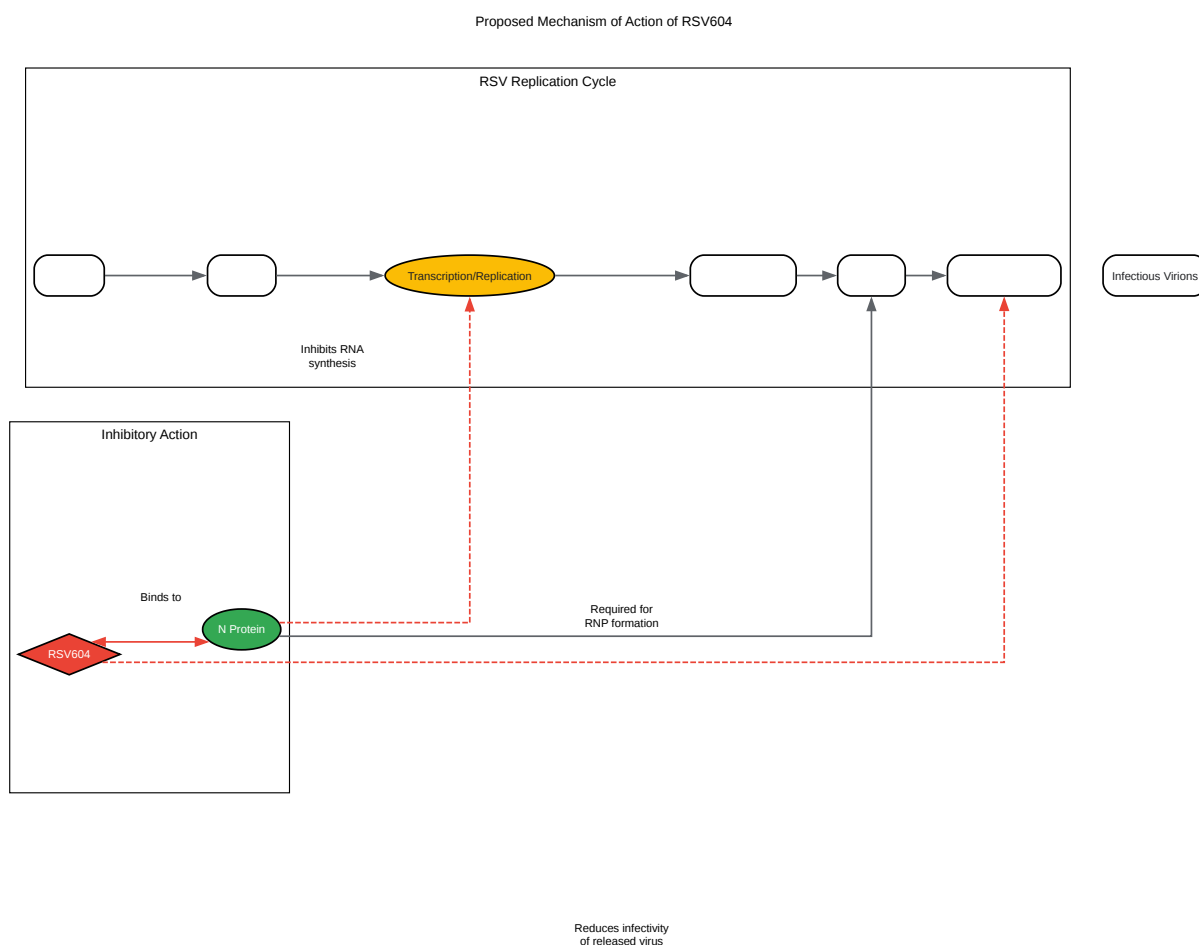 Proposed Mechanism of Action of RSV604
RSV Replication Cycle
Transcription/Replication
Infectious Virions
Inhibits RNA
synthesis
Inhibitory Action
Binds to
N Protein
RSV604
Required for
RNP formation
Reduces infectivity
of released virus